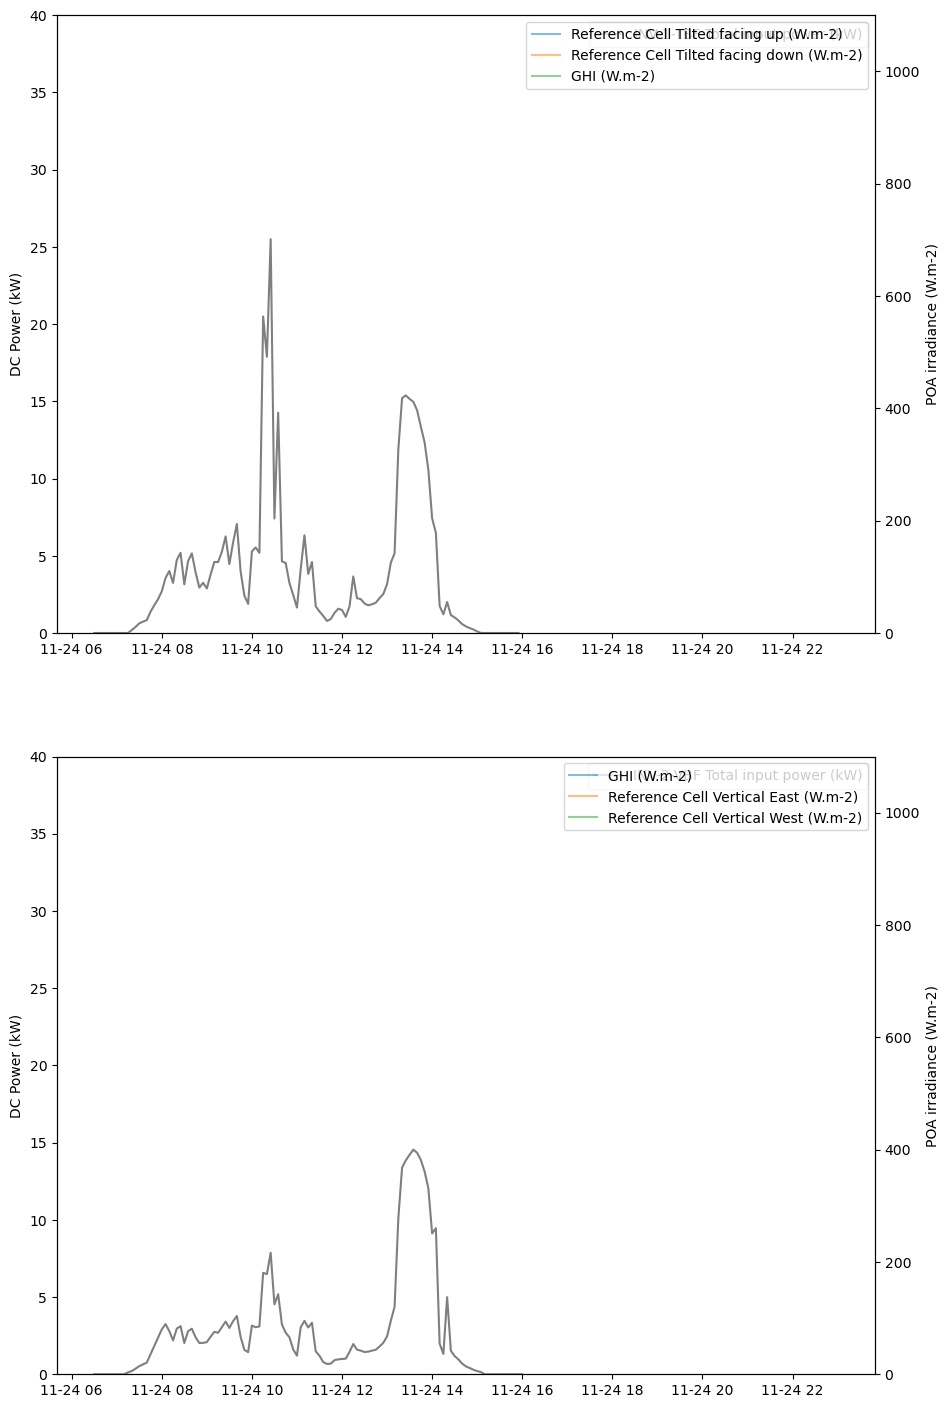 40
35
30
25
20
15
10
5
0
DC Power (kW)
1000
800
600
400
200
0
POA irradiance (W.m-2)
Reference Cell Tilted facing up (W.m-2)
Reference Cell Tilted facing down (W.m-2)
GHI (W.m-2)
11-24 06 11-24 08 11-24 10 11-24 12 11-24 14 11-24 16 11-24 18 11-24 20 11-24 22
40
35
30
25
20
15
10
5
0
DC Power (kW)
1000
800
600
400
200
0
POA irradiance (W.m-2)
GHI (W.m-2)
Total input power (kW)
Reference Cell Vertical East (W.m-2)
Reference Cell Vertical West (W.m-2)
11-24 06 11-24 08 11-24 10 11-24 12 11-24 14 11-24 16 11-24 18 11-24 20 11-24 22